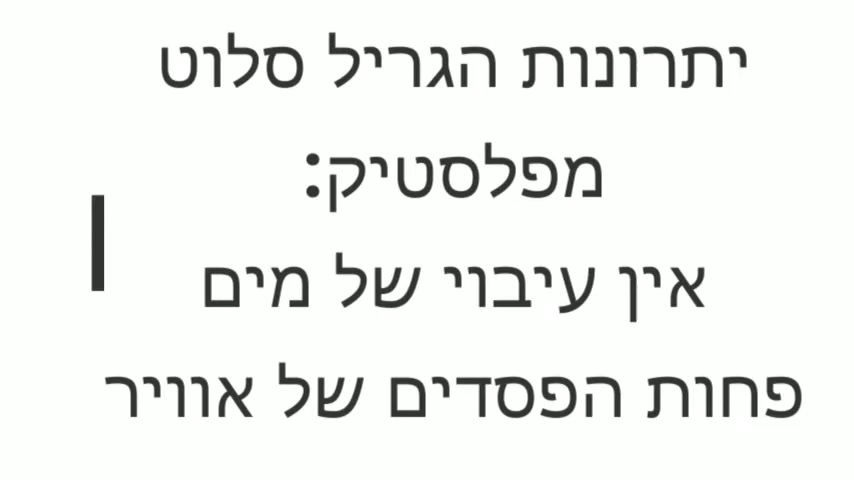 יתרונות הגריל סלוט
מפלסטיק:
אין עיבוי של מים
פחות הפסדים של אוויר